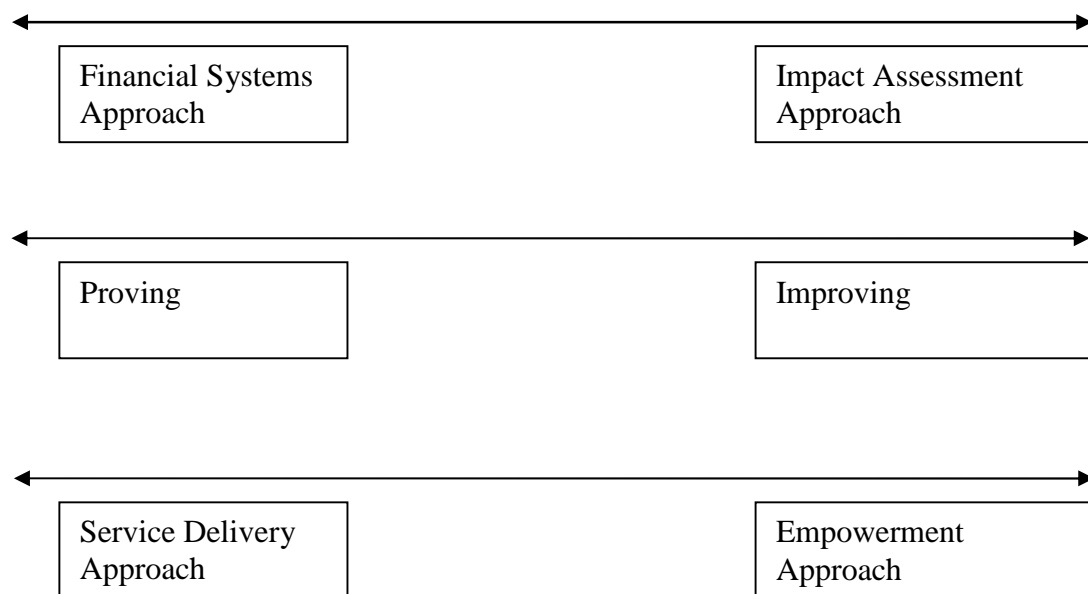 Financial Systems
Approach
Impact Assessment
Approach
Proving
Improving
Service Delivery
Approach
Empowerment
Approach